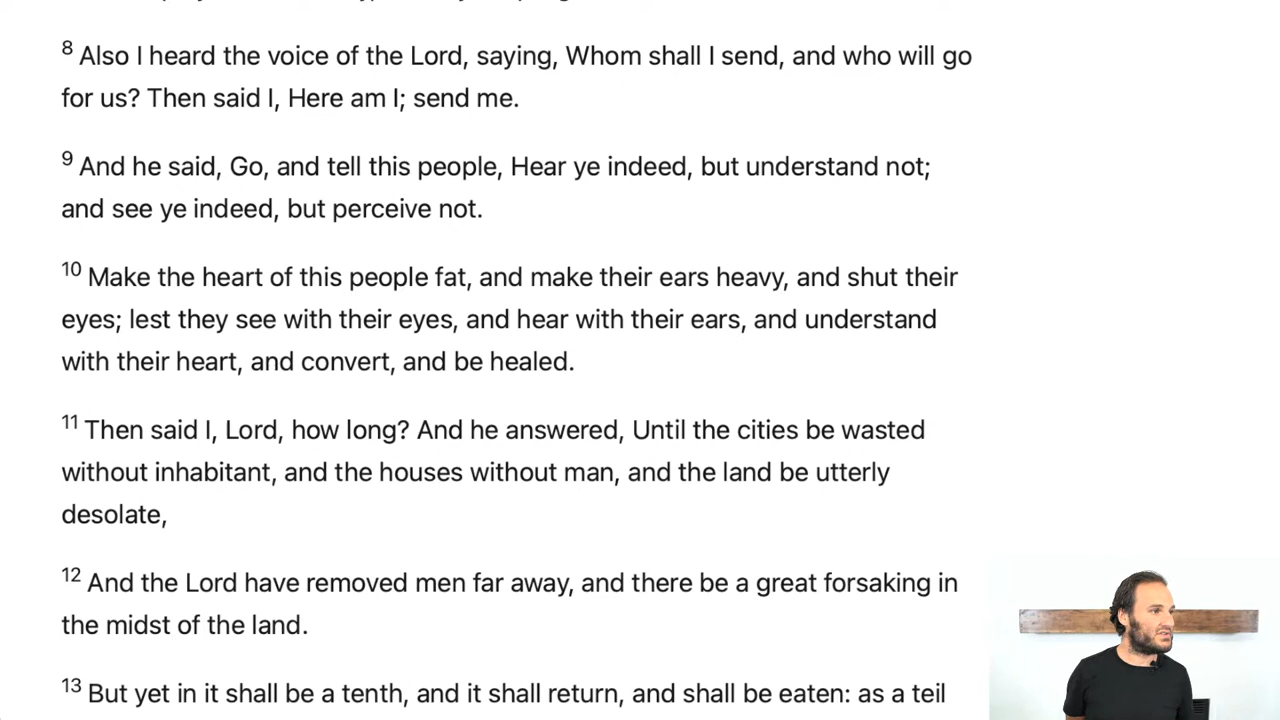 8 Also I heard the voice of the Lord, saying, Whom shall I send, and who will go
for us? Then said I, Here am I; send me.
9 And he said, Go, and tell this people, Hear ye indeed, but understand not;
and see ye indeed, but perceive not.
10 Make the heart of this people fat, and make their ears heavy, and shut their
eyes; lest they see with their eyes, and hear with their ears, and understand
with their heart, and convert, and be healed.
11 Then said I, Lord, how long? And he answered, Until the cities be wasted
without inhabitant, and the houses without man, and the land be utterly
desolate,
12 And the Lord have removed men far away, and there be a great forsaking in
the midst of the land.
13 But yet in it shall be a tenth, and it shall return, and shall be eaten: as a teil